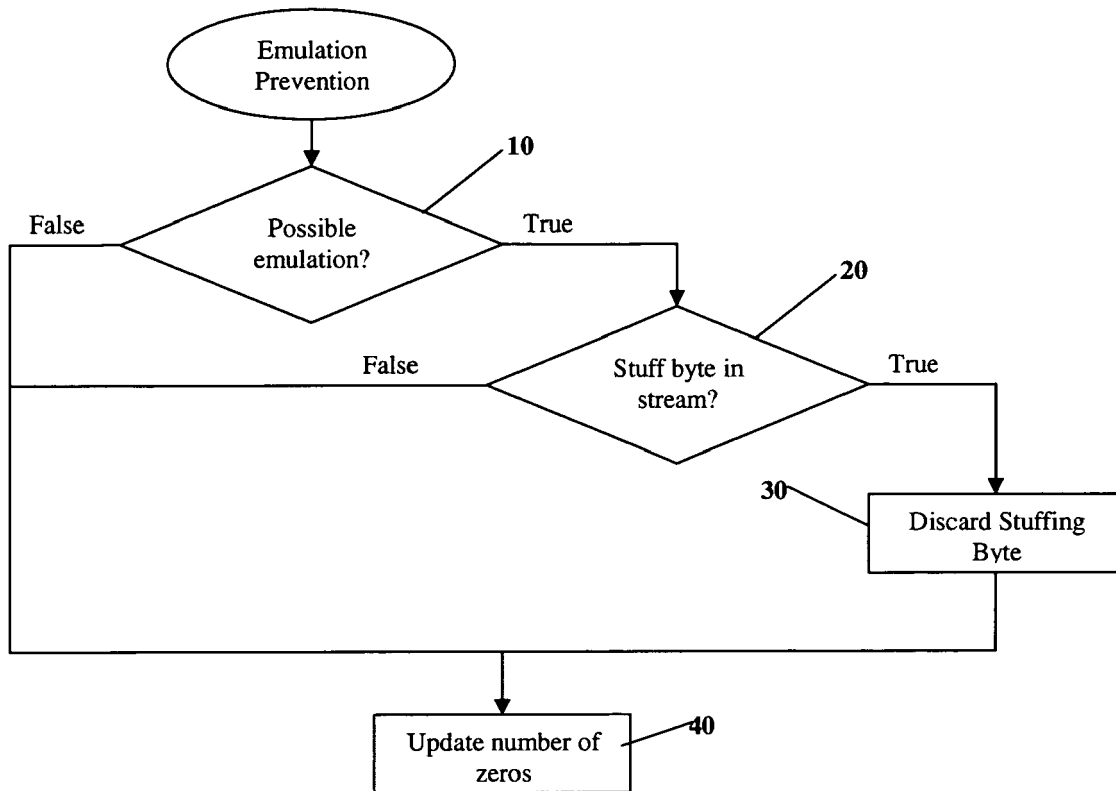 Emulation
Prevention
10
False
Possible
emulation?
True
20
False
Stuff byte in
stream?
True
30
Discard Stuffing
Byte
Update number of
zeros
40